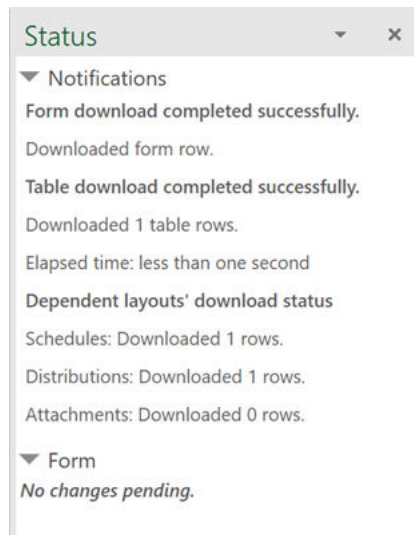 Status
Notifications
Form download completed successfully.
Downloaded form row.
Table download completed successfully.
Downloaded 1 table rows.
Elapsed time: less than one second
Dependent layouts' download status
Schedules: Downloaded 1 rows.
Distributions: Downloaded 1 rows.
Attachments: Downloaded 0 rows.
Form
No changes pending.